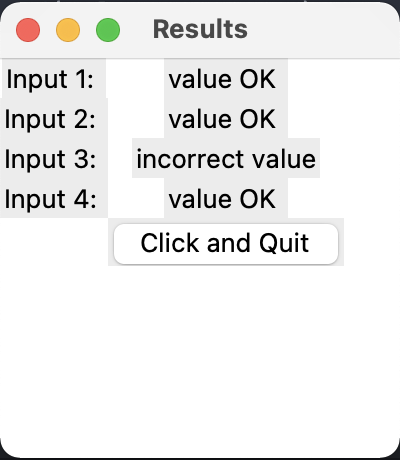 Results
Input 1: value OK
Input 2: value OK
Input 3: incorrect value
Input 4: value OK
Click and Quit